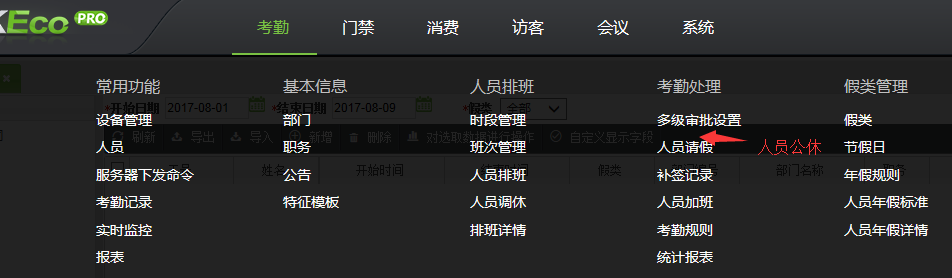 KEco PRO
考勤 门禁 消费 访客 会议 系统
常用功能 基本信息 人员排班 考勤处理 假类管理
*开始日期 2017-08-01 *结束日期 2017-08-09 *假类 全部
设备管理 部门 时段管理 多级审批设置 假类
刷新 导出 导入 新增 删除 对选取数据进行操作 自定义显示字段
人员 职务 班次管理 人员请假 节假日
人员公休
姓名 开始时间 结束时间 假类 部门编号 部门名称
服务器下发命令 公告 人员排班 补签记录 年假规则
考勤记录 特征模板 人员调休 人员加班 人员年假标准
实时监控 排班详情 考勤规则 人员年假详情
报表 统计报表